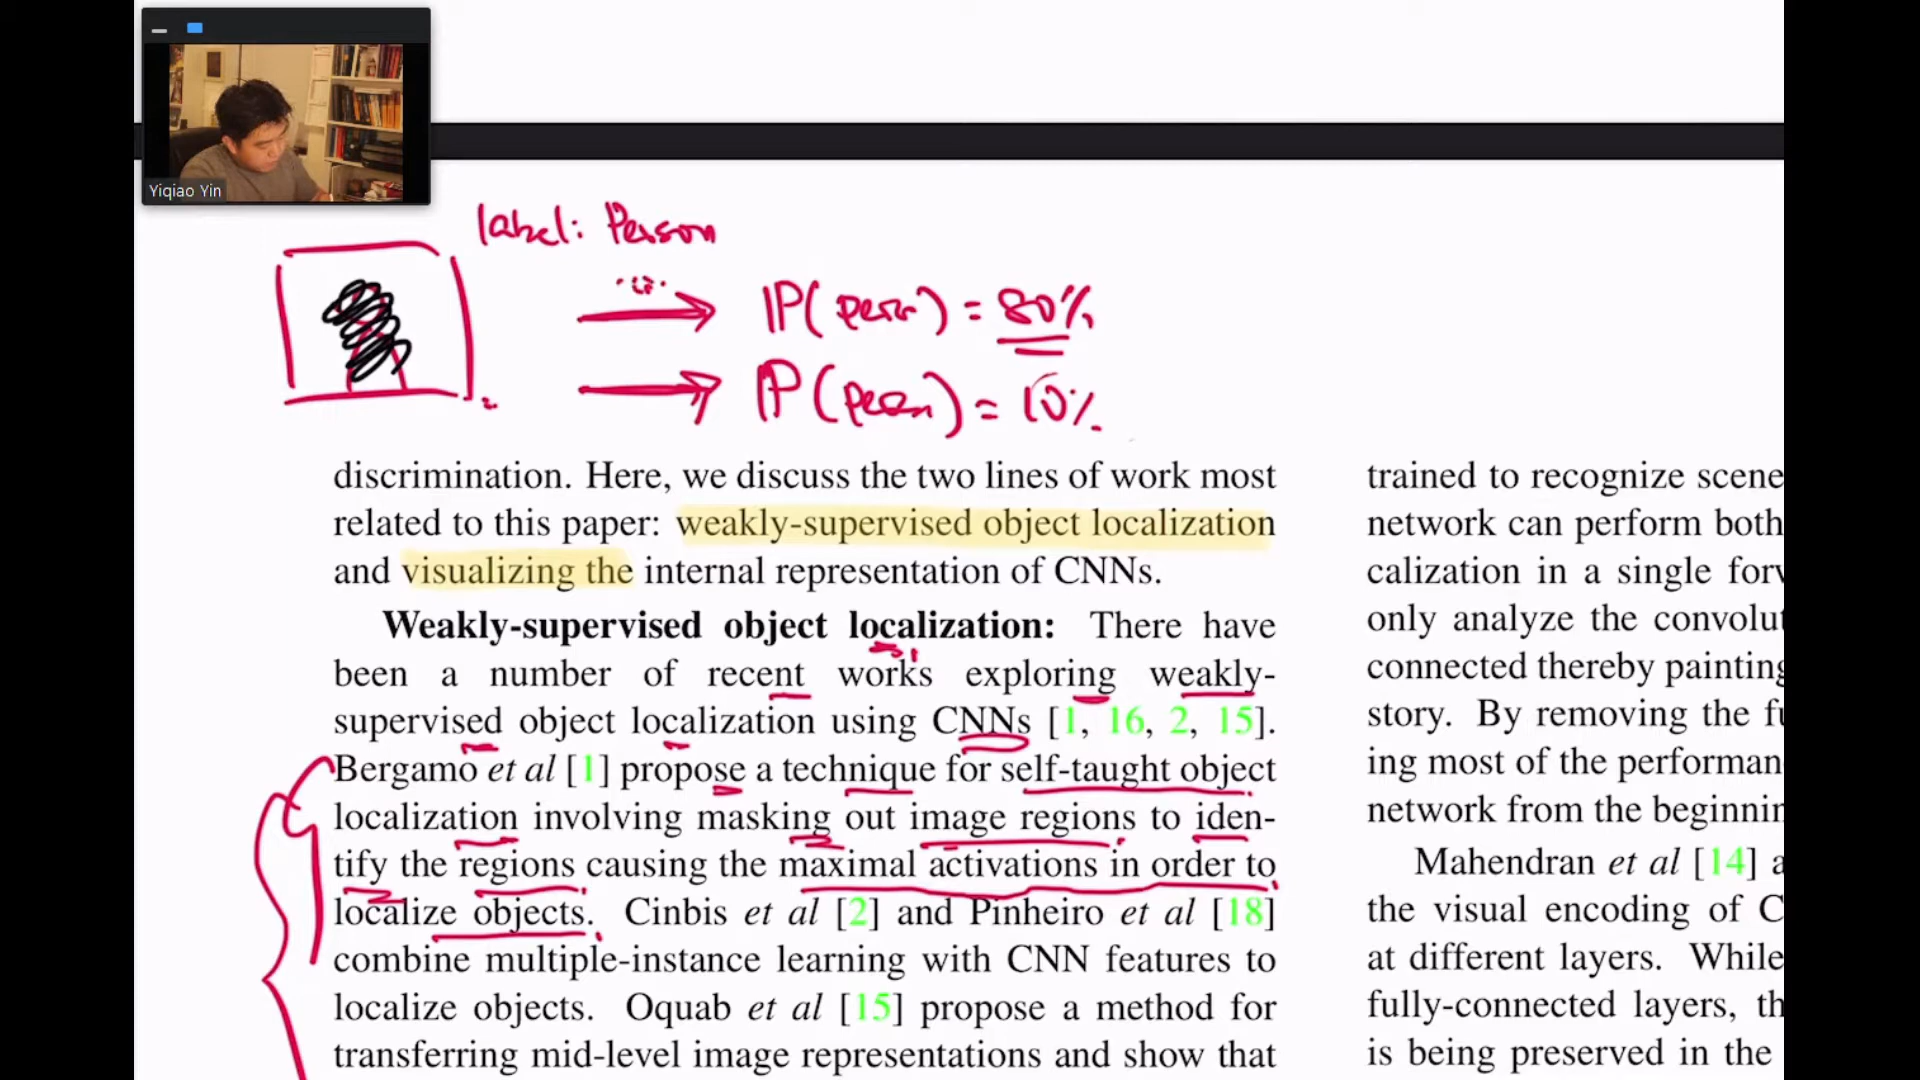 Yiqiao Yin
label: Person
P(person) = 80%
P(person) = 10%
discrimination. Here, we discuss the two lines of work most
related to this paper: weakly-supervised object localization
and visualizing the internal representation of CNNs.
Weakly-supervised object localization: There have
been a number of recent works exploring weakly-
supervised object localization using CNNs [1, 16, 2, 15].
Bergamo et al [1] propose a technique for self-taught object
localization involving masking out image regions to iden-
tify the regions causing the maximal activations in order to
localize objects. Cinbis et al [2] and Pinheiro et al [18]
combine multiple-instance learning with CNN features to
localize objects. Oquab et al [15] propose a method for
transferring mid-level image representations and show that
trained to recognize scene
network can perform both
calization in a single forw
only analyze the convolut
connected thereby painting
story. By removing the fu
ing most of the performan
network from the beginnin
Mahendran et al [14] a
the visual encoding of C
at different layers. While
fully-connected layers, th
is being preserved in the